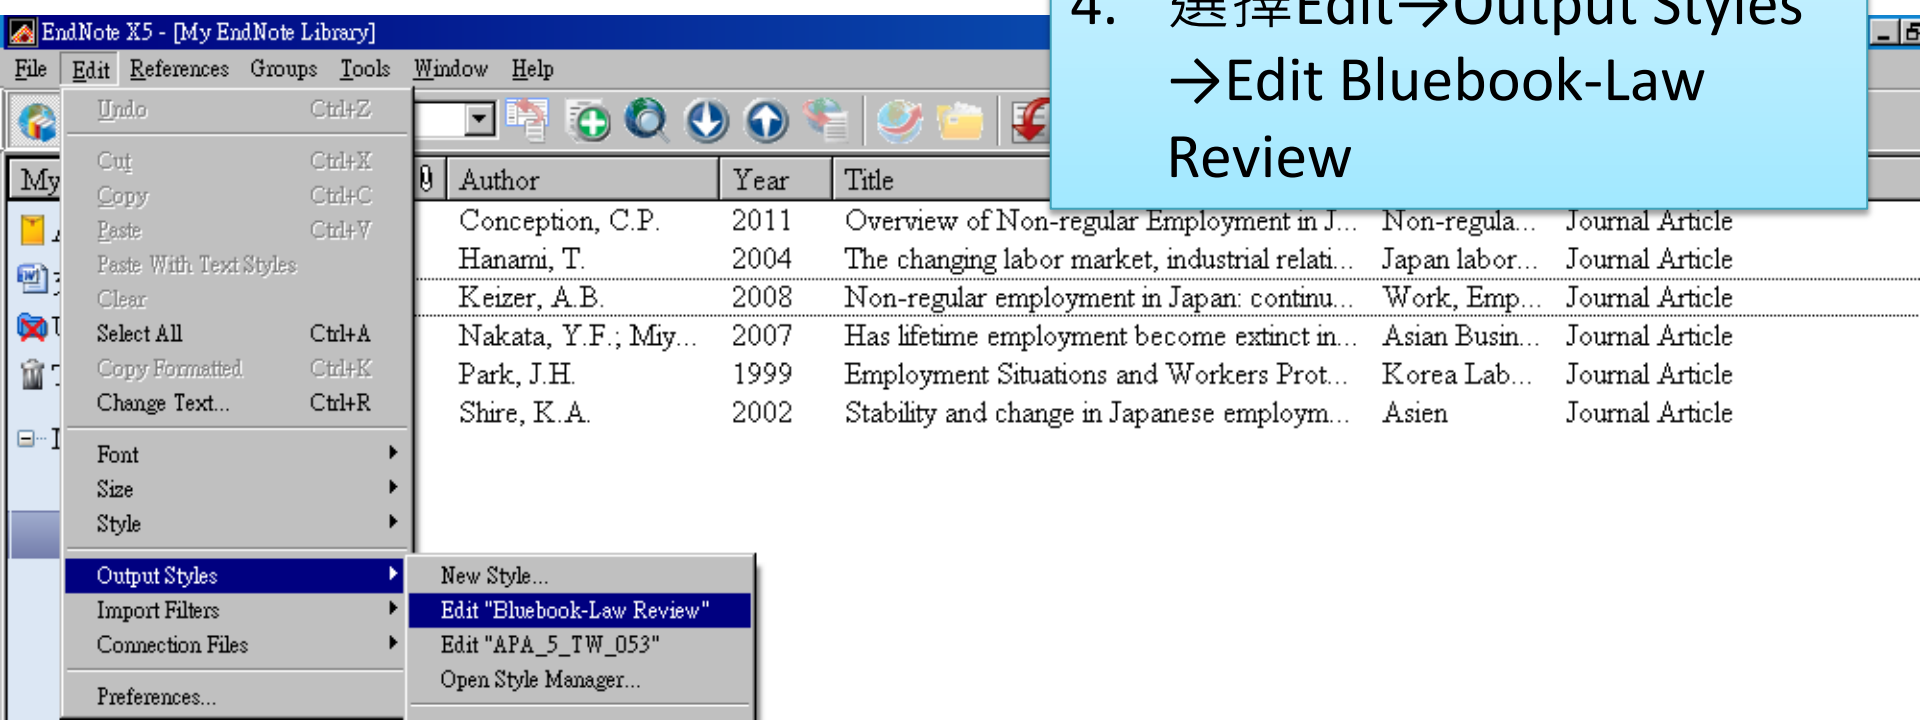 4. 選擇Edit→Output Styles
→Edit Bluebook-Law
Review
EndNote X5 - [My EndNote Library]
File Edit References Groups Tools Window Help
Undo Ctrl+Z
Cut Ctrl+X
Copy Ctrl+C
Paste Ctrl+V
Paste With Text Styles
Clear
Select All Ctrl+A
Copy Formatted Ctrl+K
Change Text... Ctrl+R
Font
Size
Style
Output Styles
Import Filters
Connection Files
Preferences...
New Style...
Edit "Bluebook-Law Review"
Edit "APA_5_TW_053"
Open Style Manager...
My
Author Year Title
Conception, C.P. 2011 Overview of Non-regular Employment in J... Non-regula... Journal Article
Hanami, T. 2004 The changing labor market, industrial relati... Japan labor... Journal Article
Keizer, A.B. 2008 Non-regular employment in Japan: continu... Work, Emp... Journal Article
Nakata, Y.F.; Miy... 2007 Has lifetime employment become extinct in... Asian Busin... Journal Article
Park, J.H. 1999 Employment Situations and Workers Prot... Korea Lab... Journal Article
Shire, K.A. 2002 Stability and change in Japanese employm... Asien Journal Article